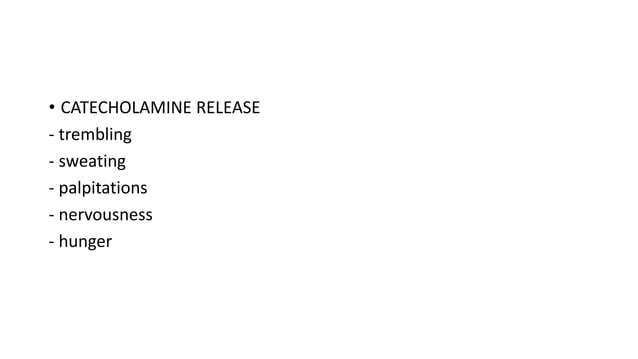 • CATECHOLAMINE RELEASE
- trembling
- sweating
- palpitations
- nervousness
- hunger